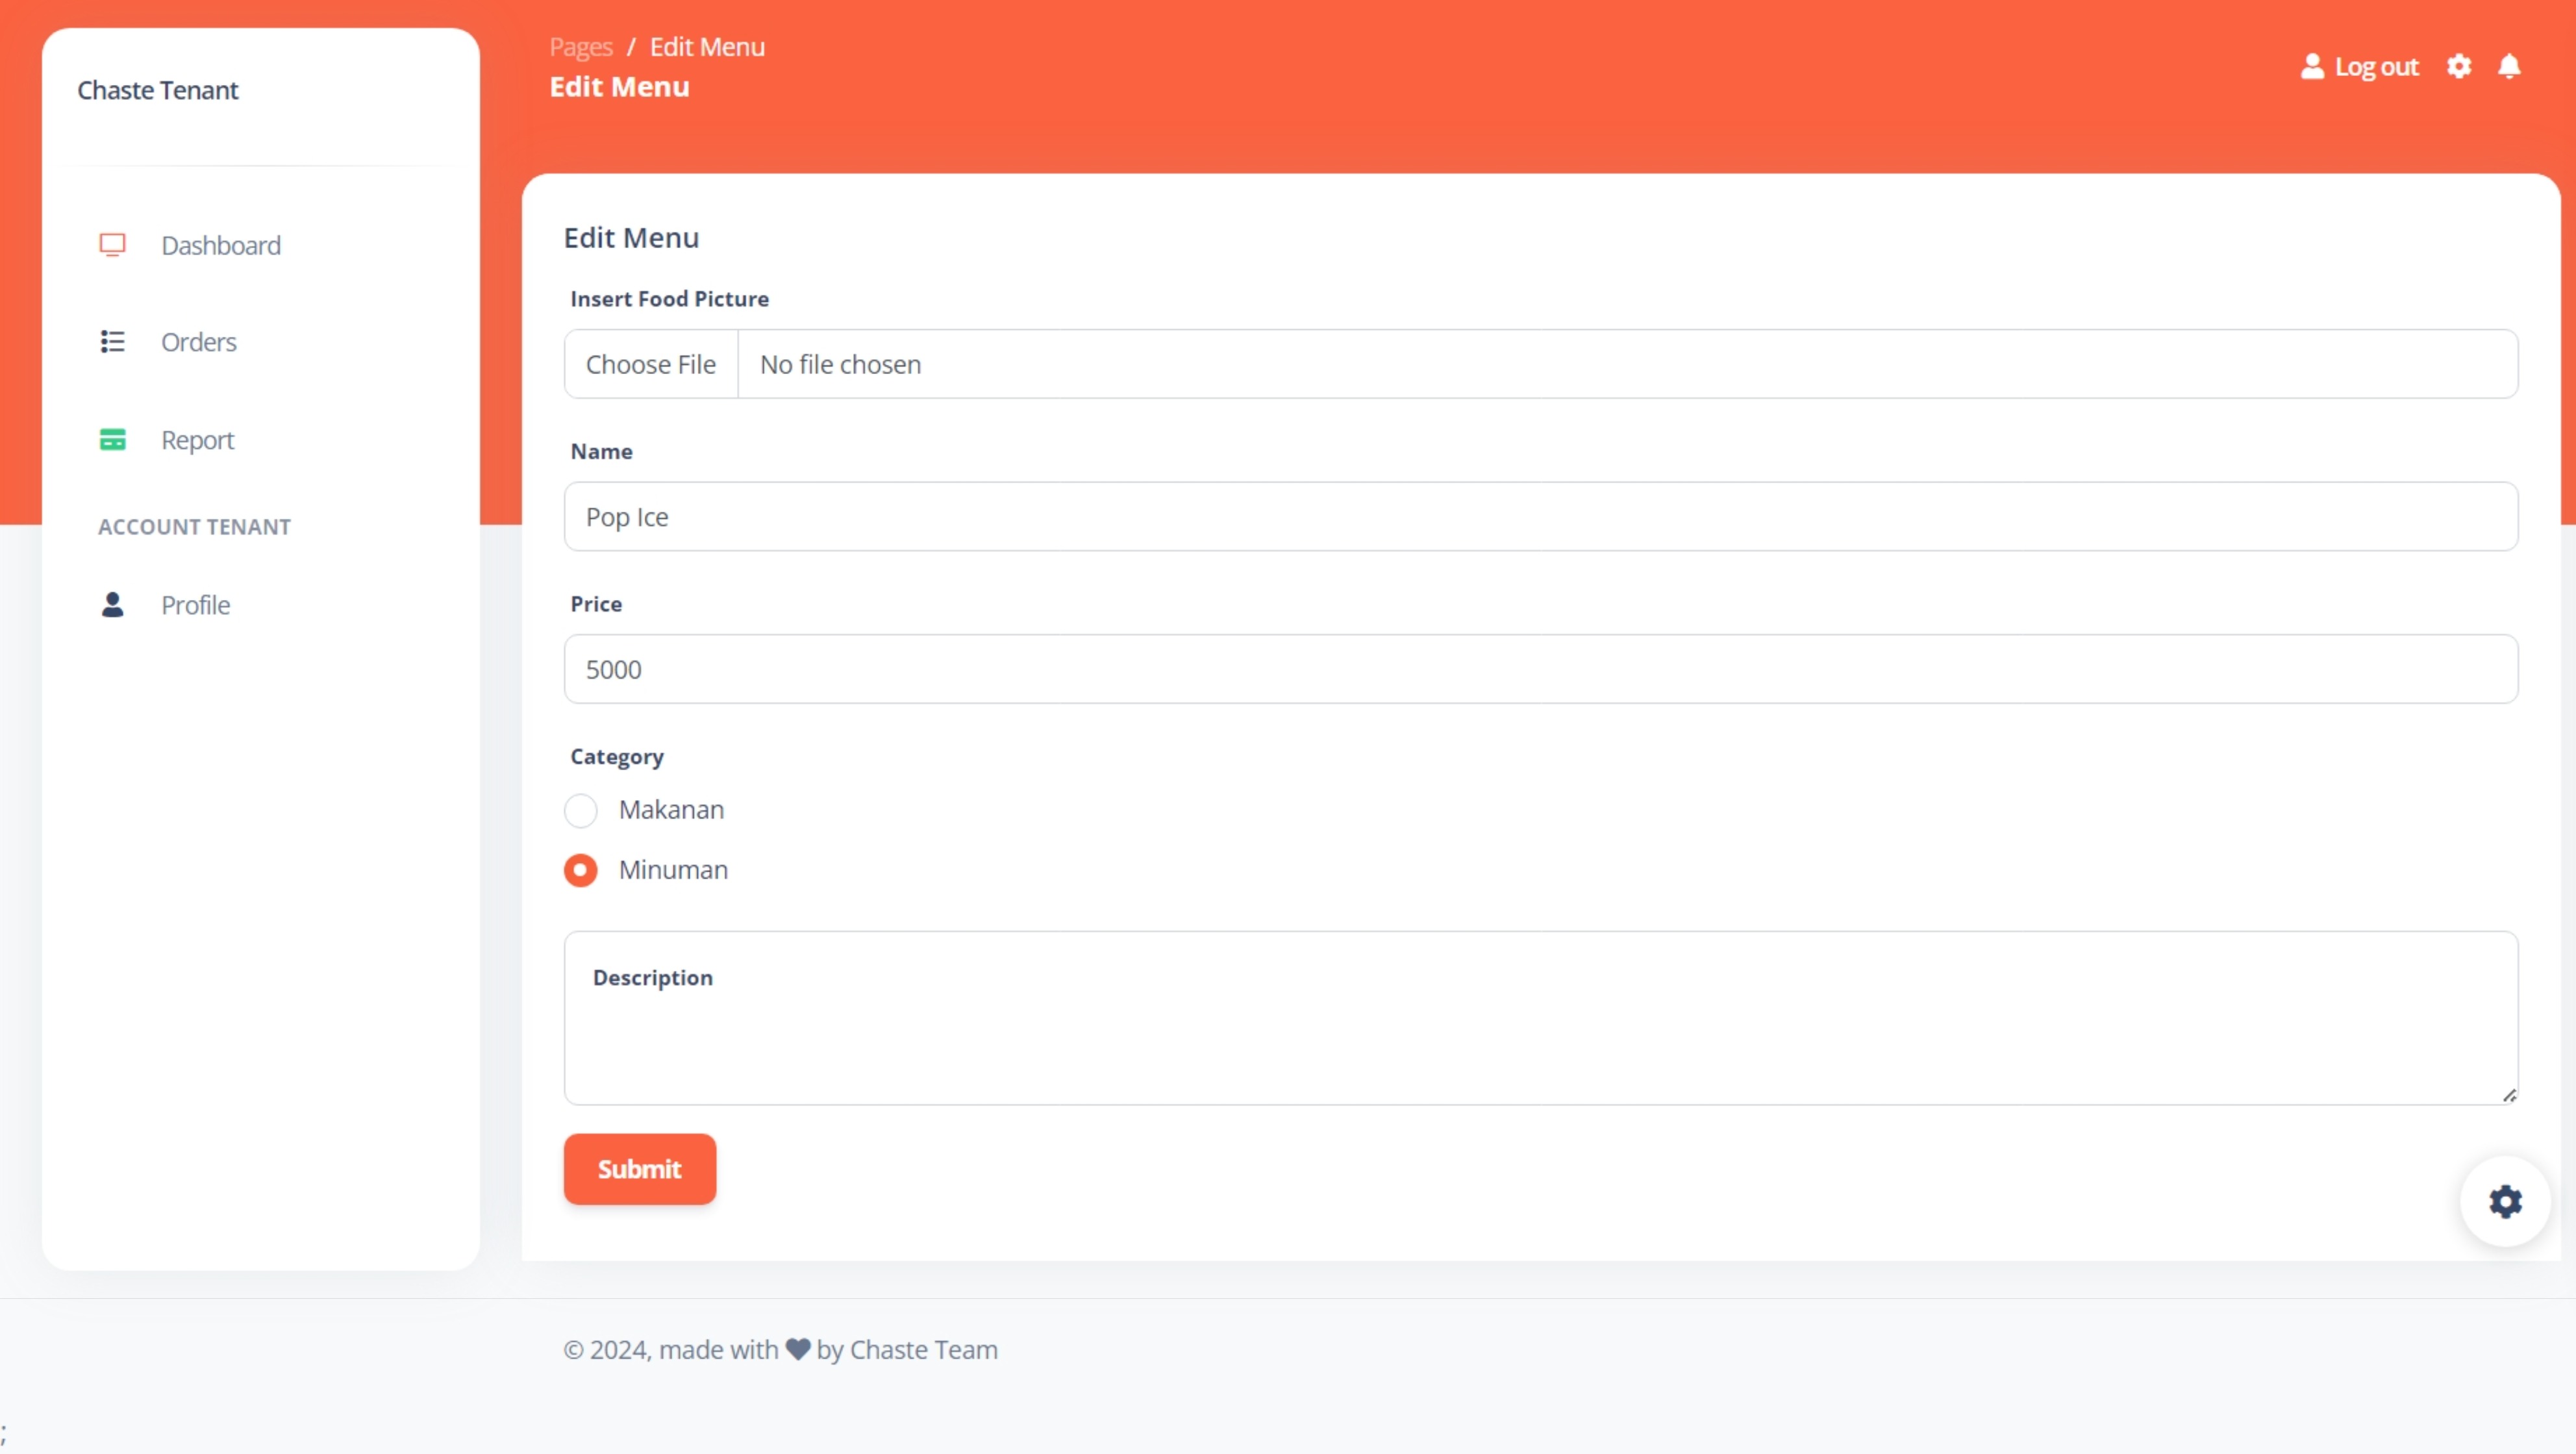 Chaste Tenant
Dashboard
Orders
Report
ACCOUNT TENANT
Profile
Pages / Edit Menu
Edit Menu
Log out
Edit Menu
Insert Food Picture
Choose File No file chosen
Name
Pop Ice
Price
5000
Category
Makanan
Minuman
Description
Submit
© 2024, made with ♥ by Chaste Team
;